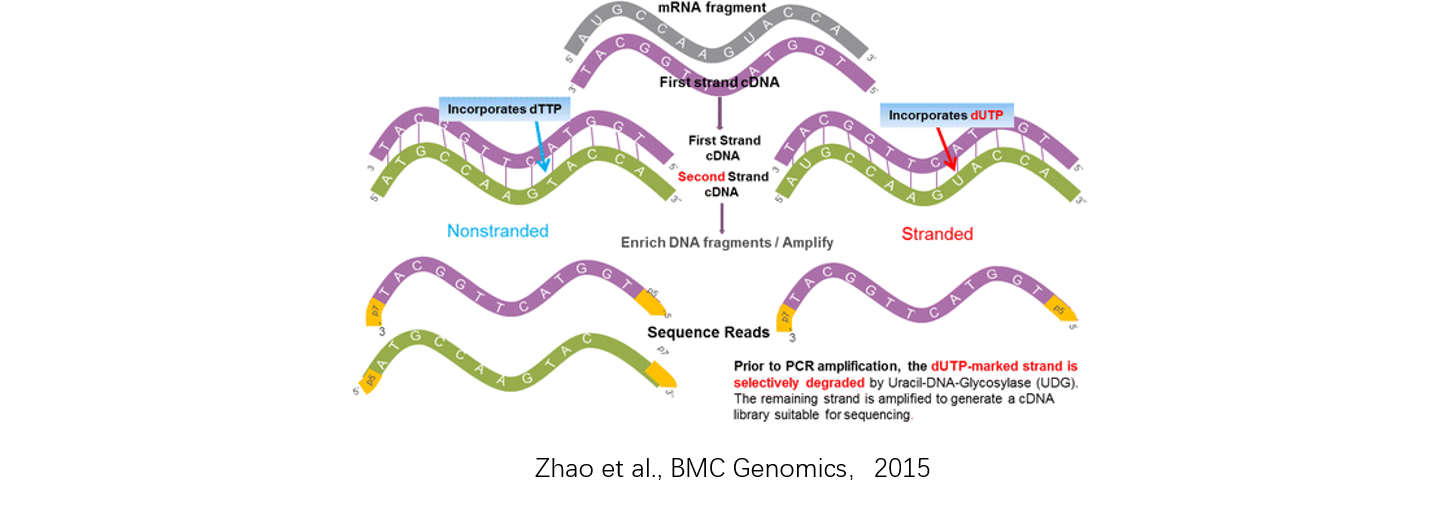 mRNA fragment
5' A U G C C A A G U A C C A 3'
3' T A C G G T A T G G T 5'
First strand cDNA
Incorporates dTTP
Incorporates dUTP
3 T A C G G T T C A T G G T 5'
First Strand
cDNA
3 T A C G G T T C A T G T 5'
5' A T G C C A A G T A C C A 3'
Second Strand
cDNA
5' A U G C C A A G U A C C A 3'
Nonstranded
Stranded
Enrich DNA fragments / Amplify
p7 T A C G G T T C A T G G T p5
3 5'
p7 T A C G G T T C A T G G T p5
3 5'
Sequence Reads
p5 A T G C C A A G T A C p7
5' 3'
Prior to PCR amplification, the dUTP-marked strand is
selectively degraded by Uracil-DNA-Glycosylase (UDG).
The remaining strand is amplified to generate a cDNA
library suitable for sequencing.
Zhao et al., BMC Genomics, 2015